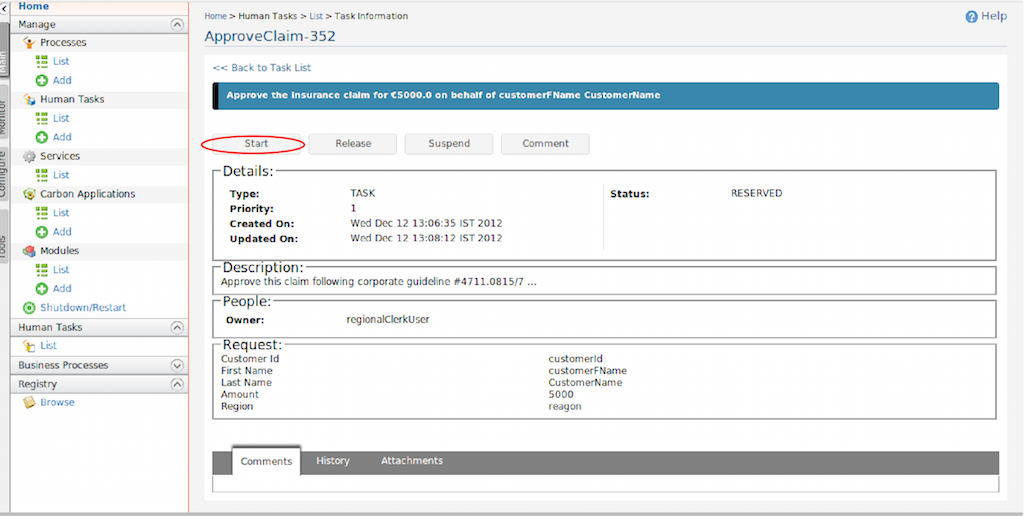 Home
Manage
Processes
List
Add
Human Tasks
List
Add
Services
List
Carbon Applications
List
Add
Modules
List
Add
Shutdown/Restart
Human Tasks
List
Business Processes
Registry
Browse
Main
Monitor
Configure
Tools
Home > Human Tasks > List > Task Information
Help
ApproveClaim-352
<< Back to Task List
Approve the insurance claim for €5000.0 on behalf of customerFName CustomerName
Start Release Suspend Comment
Details:
Type: TASK Status: RESERVED
Priority: 1
Created On: Wed Dec 12 13:06:35 IST 2012
Updated On: Wed Dec 12 13:08:12 IST 2012
Description:
Approve this claim following corporate guideline #4711.0815/7 ...
People:
Owner: regionalClerkUser
Request:
Customer Id customerId
First Name customerFName
Last Name CustomerName
Amount 5000
Region reagon
Comments History Attachments